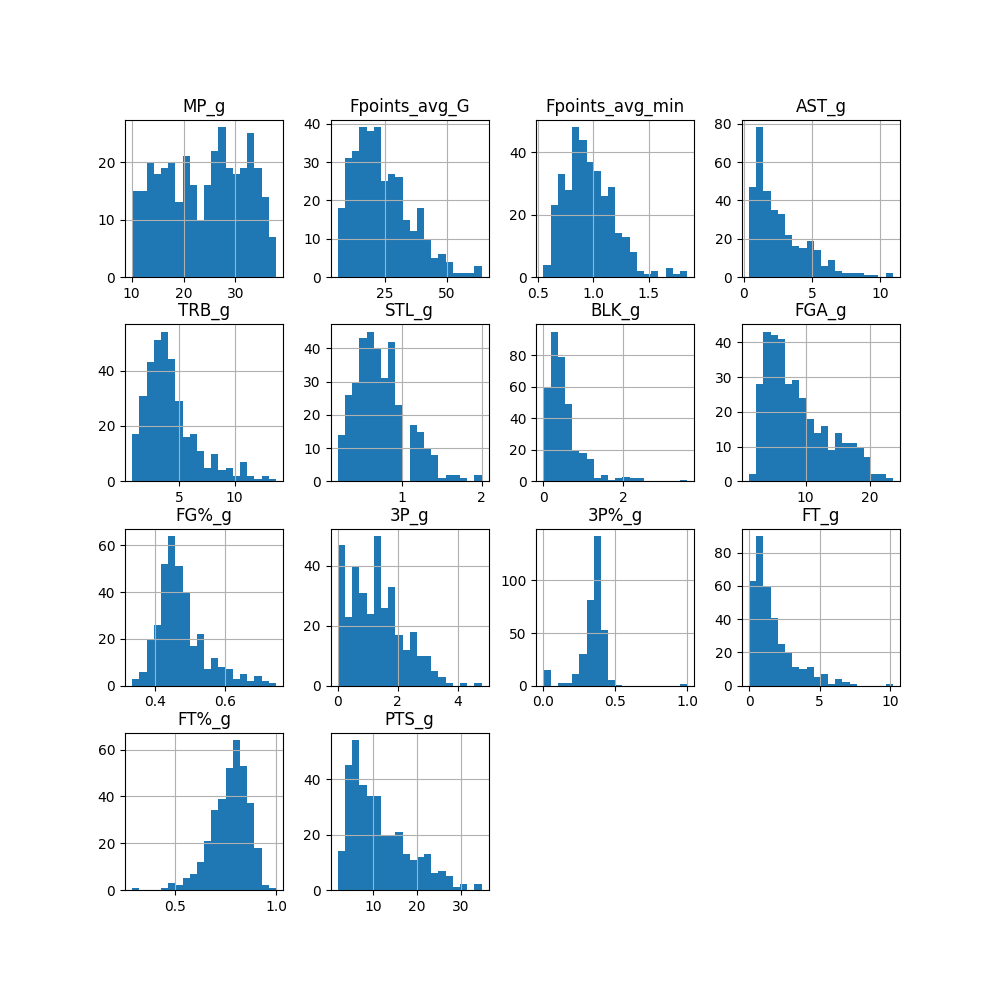 MP_g Fpoints_avg_G Fpoints_avg_min AST_g
20 10 0 10 20 30
40 30 20 10 0 25 50
40 20 0 0.5 1.0 1.5
80 60 40 20 0 0 5 10
TRB_g STL_g BLK_g FGA_g
40 20 0 5 10
40 30 20 10 0 1 2
80 60 40 20 0 0 2
40 30 20 10 0 10 20
FG%_g 3P_g 3P%_g FT_g
60 40 20 0 0.4 0.6
40 20 0 0 2 4
100 50 0 0.0 0.5 1.0
80 60 40 20 0 0 5 10
FT%_g PTS_g
60 40 20 0 0.5 1.0
40 20 0 10 20 30